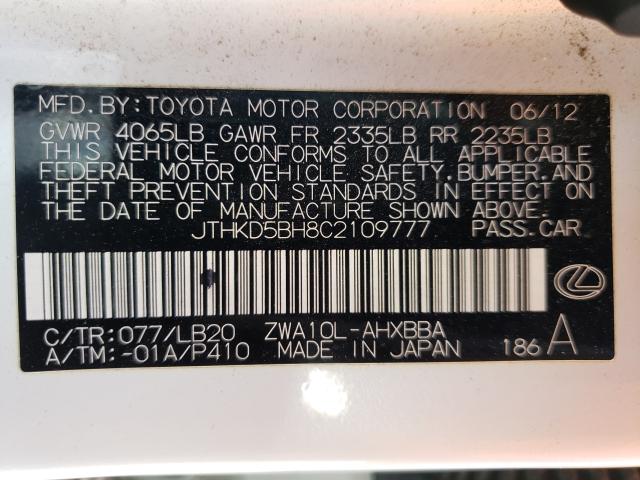 MFD. BY: TOYOTA MOTOR CORPORATION 06/12
GVWR 4065LB GAWR FR 2335LB RR 2235LB
THIS VEHICLE CONFORMS TO ALL APPLICABLE
FEDERAL MOTOR VEHICLE SAFETY.BUMPER.AND
THEFT PREVENTION STANDARDS IN EFFECT ON
THE DATE OF MANUFACTURE SHOWN ABOVE.
JTHKD5BH8C2109777 PASS.CAR
C/TR:077/LB20 ZWA10L-AHXBBA
A/TM:-01A/P410 MADE IN JAPAN 186 A